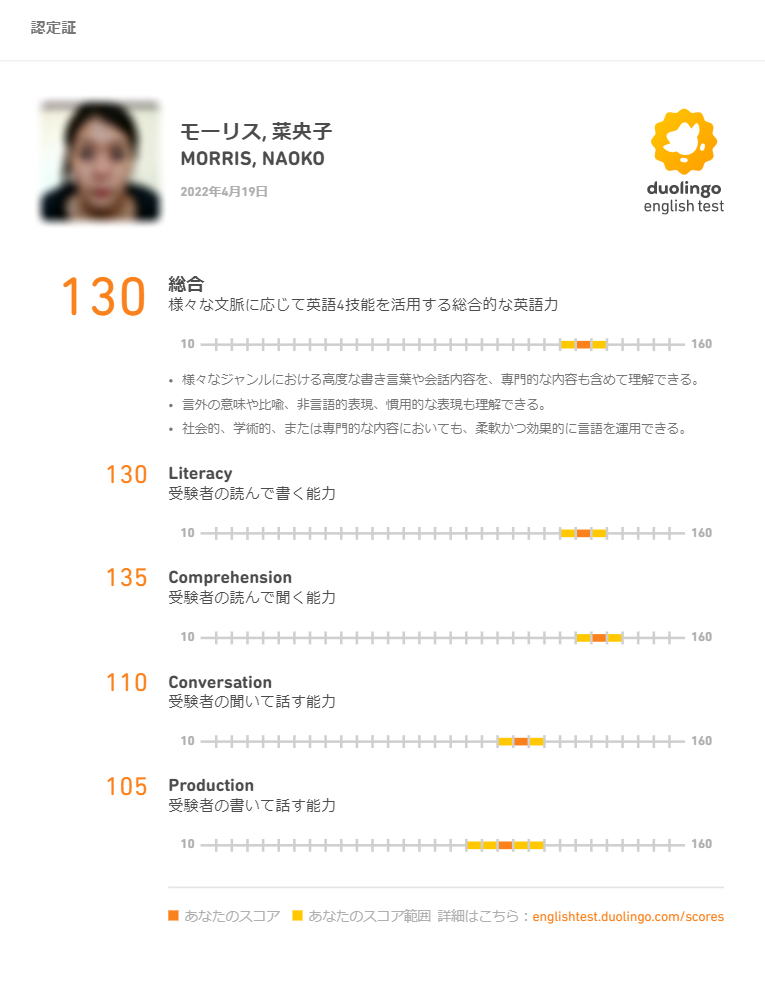 認定証
モーリス, 菜央子
MORRIS, NAOKO
2022年4月19日
duolingo
english test
130
総合
様々な文脈に応じて英語4技能を活用する総合的な英語力
10 160
• 様々なジャンルにおける高度な書き言葉や会話内容を、専門的な内容も含めて理解できる。
• 言外の意味や比喩、非言語的表現、慣用的な表現も理解できる。
• 社会的、学術的、または専門的な内容においても、柔軟かつ効果的に言語を運用できる。
130 Literacy
受験者の読んで書く能力
10 160
135 Comprehension
受験者の読んで聞く能力
10 160
110 Conversation
受験者の聞いて話す能力
10 160
105 Production
受験者の書いて話す能力
10 160
あなたのスコア あなたのスコア範囲 詳細はこちら：englishtest.duolingo.com/scores